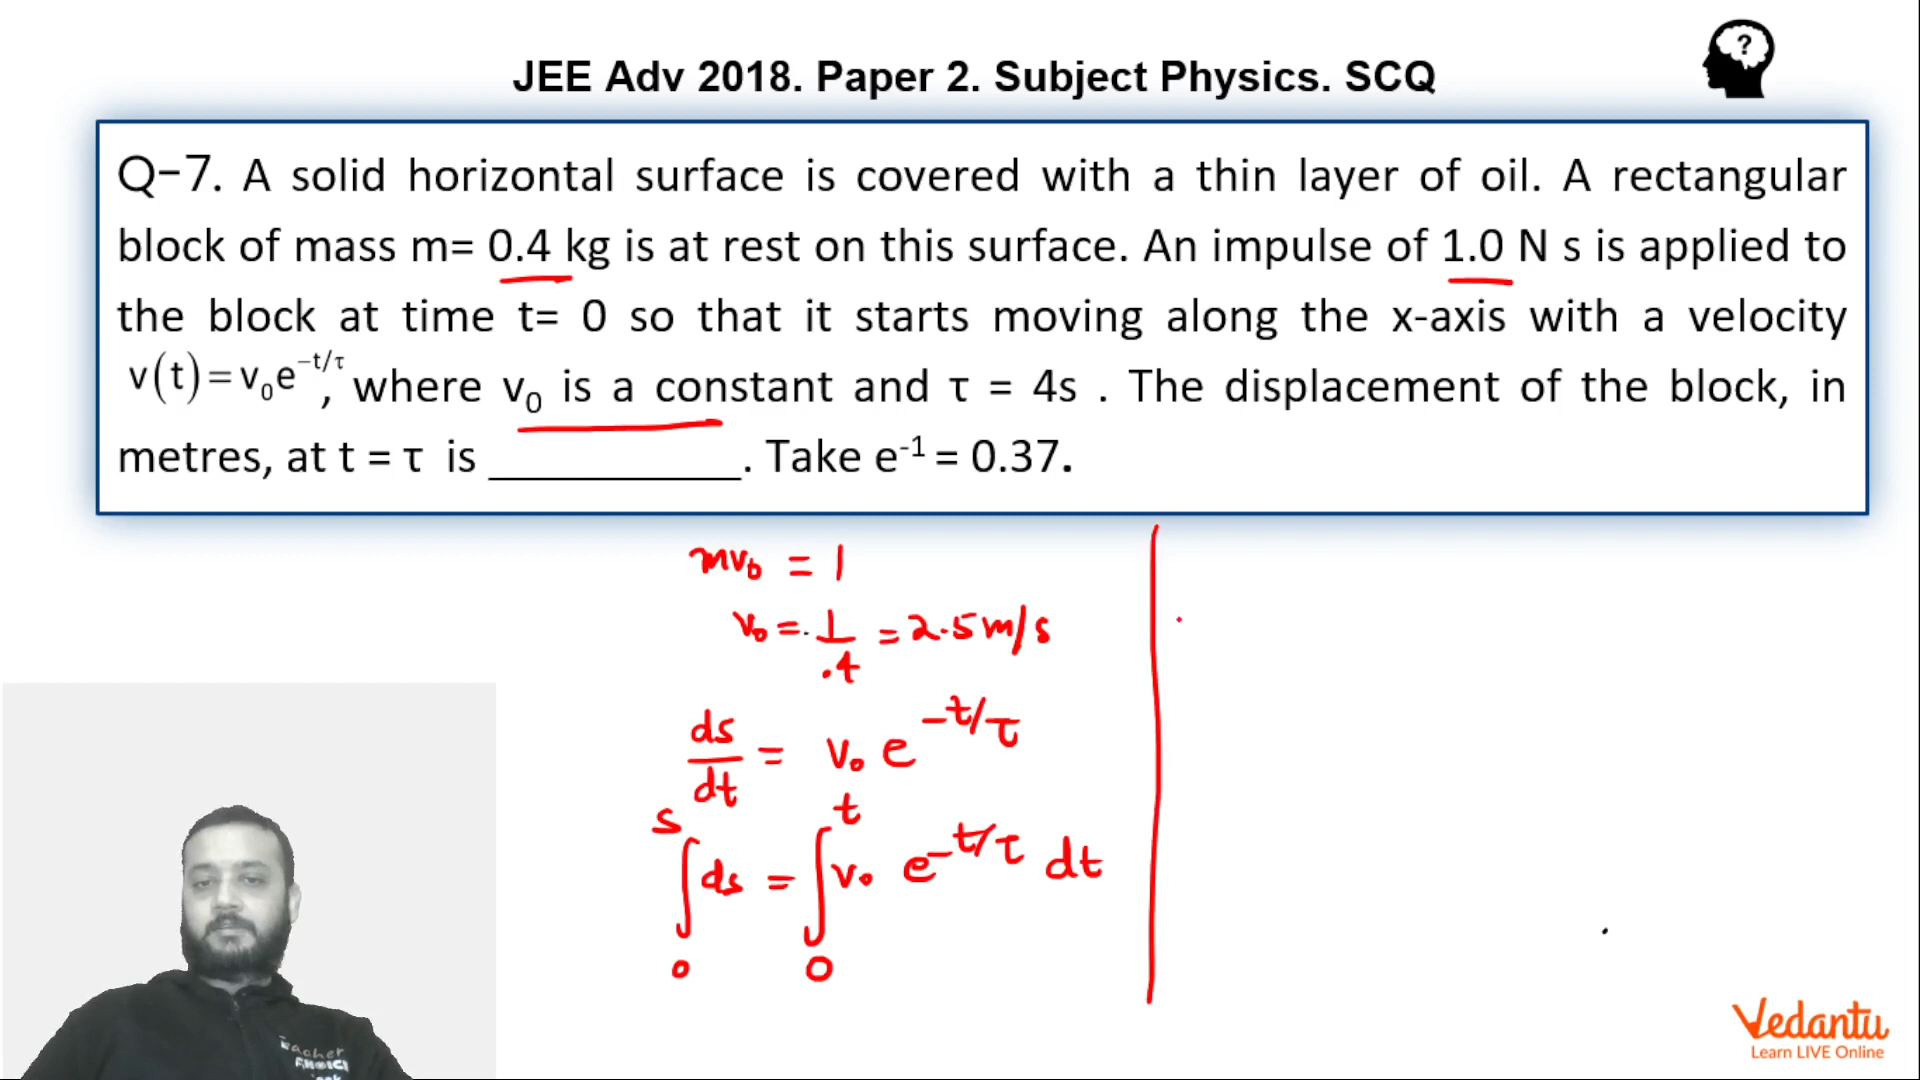 JEE Adv 2018. Paper 2. Subject Physics. SCQ
?
Q-7. A solid horizontal surface is covered with a thin layer of oil. A rectangular
block of mass m= 0.4 kg is at rest on this surface. An impulse of 1.0 N s is applied to
the block at time t= 0 so that it starts moving along the x-axis with a velocity
v(t)=v₀e^{-t/τ}, where v₀ is a constant and τ = 4s . The displacement of the block, in
metres, at t = τ is __________. Take e⁻¹ = 0.37.
mv₀ = 1
v₀ = 1/.4 = 2.5 m/s
ds/dt = v₀ e^{-t/τ}
∫₀^s ds = ∫₀^t v₀ e^{-t/τ} dt
Vedantu
Learn LIVE Online